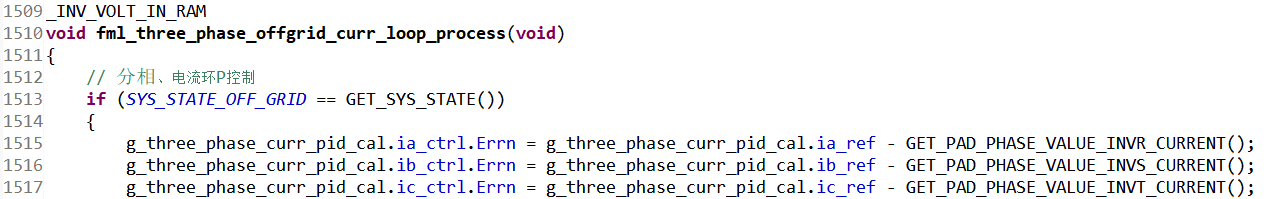 1509 _INV_VOLT_IN_RAM
1510 void fml_three_phase_offgrid_curr_loop_process(void)
1511 {
1512     // 分相、电流环P控制
1513     if (SYS_STATE_OFF_GRID == GET_SYS_STATE())
1514     {
1515         g_three_phase_curr_pid_cal.ia_ctrl.Errn = g_three_phase_curr_pid_cal.ia_ref - GET_PAD_PHASE_VALUE_INVR_CURRENT();
1516         g_three_phase_curr_pid_cal.ib_ctrl.Errn = g_three_phase_curr_pid_cal.ib_ref - GET_PAD_PHASE_VALUE_INVS_CURRENT();
1517         g_three_phase_curr_pid_cal.ic_ctrl.Errn = g_three_phase_curr_pid_cal.ic_ref - GET_PAD_PHASE_VALUE_INVT_CURRENT();